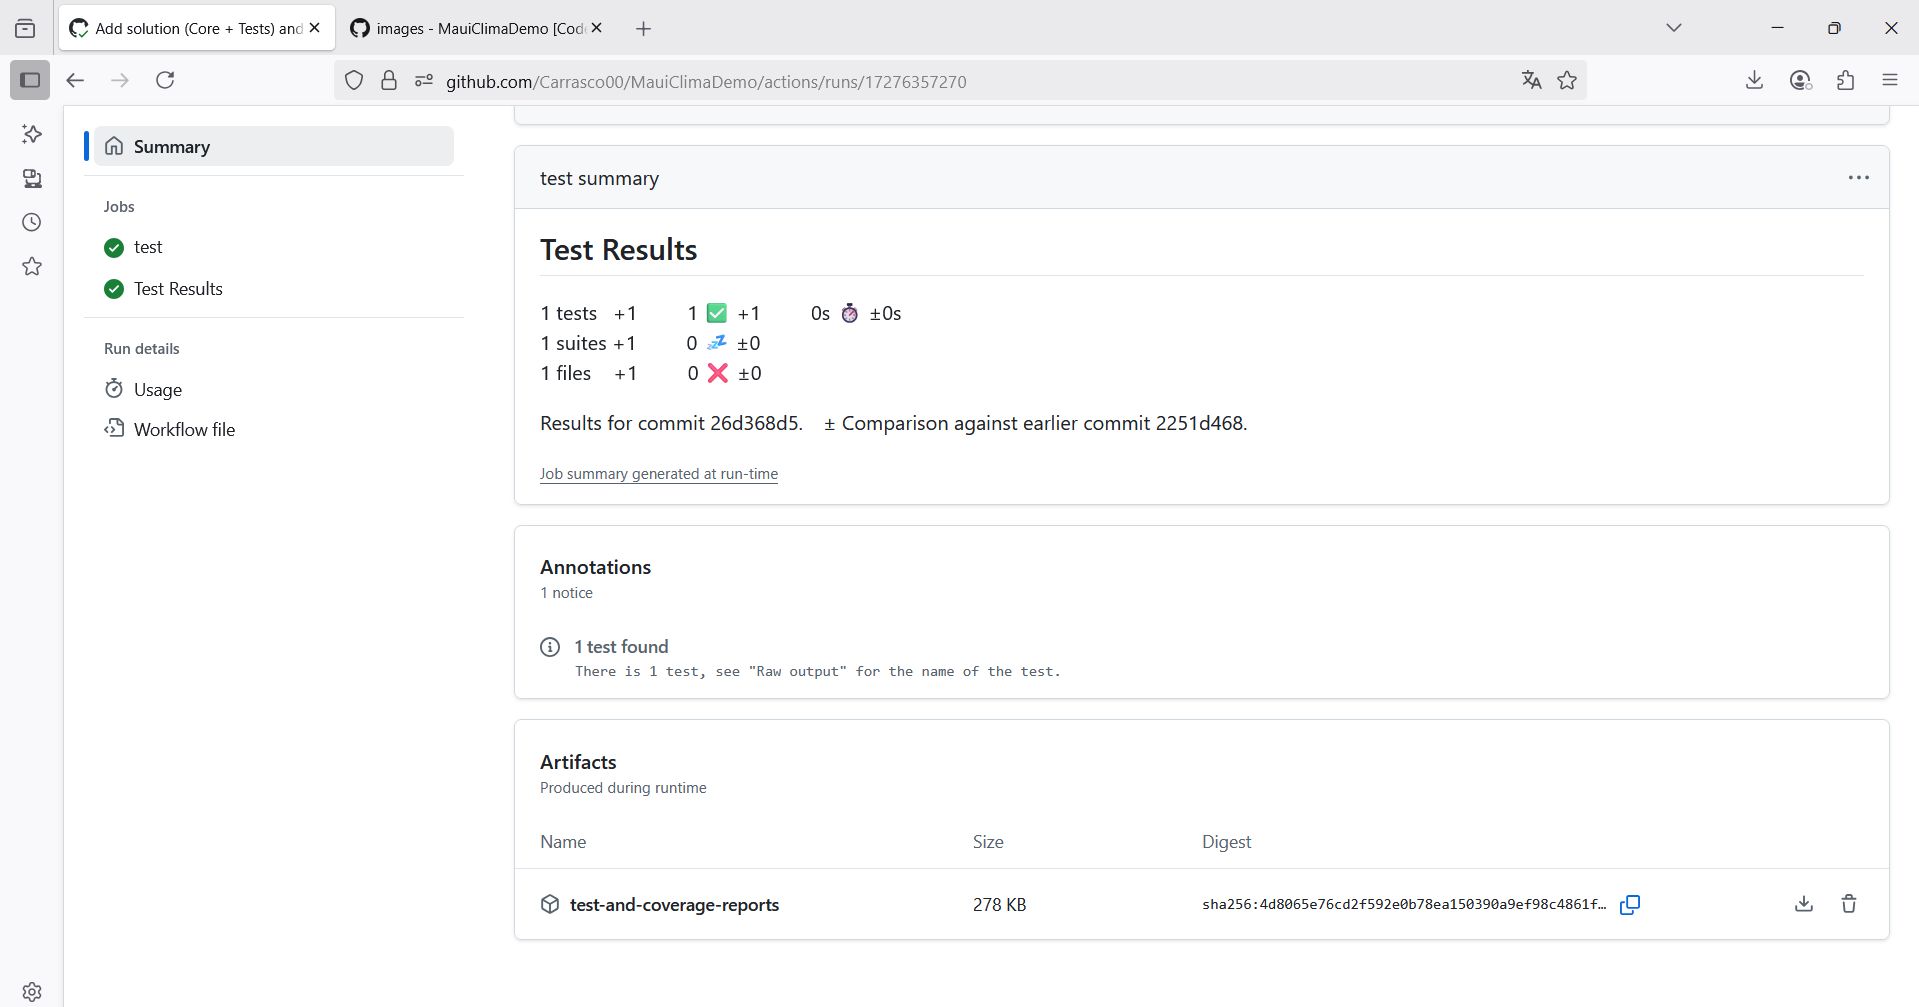 Add solution (Core + Tests) and
images - MauiClimaDemo [Cod
github.com/Carrasco00/MauiClimaDemo/actions/runs/17276357270
Summary
Jobs
test
Test Results
Run details
Usage
Workflow file
test summary
Test Results
1 tests +1 1 ✅ +1 0s ⏱️ ±0s
1 suites +1 0 💤 ±0
1 files +1 0 ❌ ±0
Results for commit 26d368d5. ± Comparison against earlier commit 2251d468.
Job summary generated at run-time
Annotations
1 notice
1 test found
There is 1 test, see "Raw output" for the name of the test.
Artifacts
Produced during runtime
Name Size Digest
test-and-coverage-reports 278 KB sha256:4d8065e76cd2f592e0b78ea150390a9ef98c4861f…